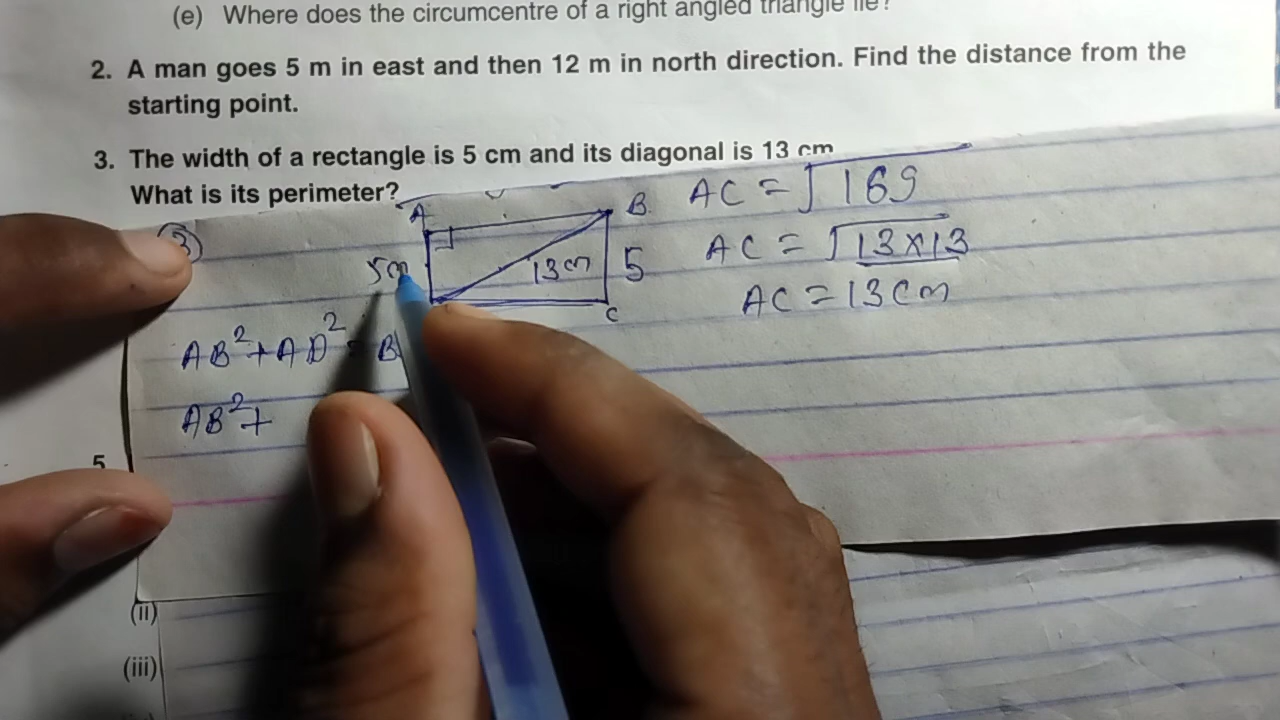 (e) Where does the circumcentre of a right angled triangle lie?
2. A man goes 5 m in east and then 12 m in north direction. Find the distance from the
starting point.
3. The width of a rectangle is 5 cm and its diagonal is 13 cm
What is its perimeter?
3
A
B
5cm
13cm
5
C
AC = √169
AC = √13×13
AC = 13cm
AB²+AD² = B
AB²+
5
(ii)
(iii)